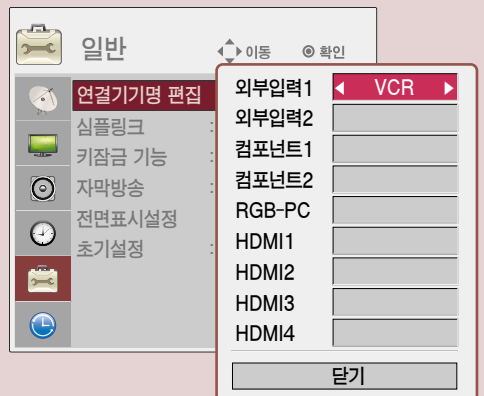 일반
이동 확인
연결기기명 편집
심플링크 :
키잠금 기능 :
자막방송 :
전면표시설정
초기설정 :
외부입력1 VCR
외부입력2
컴포넌트1
컴포넌트2
RGB-PC
HDMI1
HDMI2
HDMI3
HDMI4
닫기